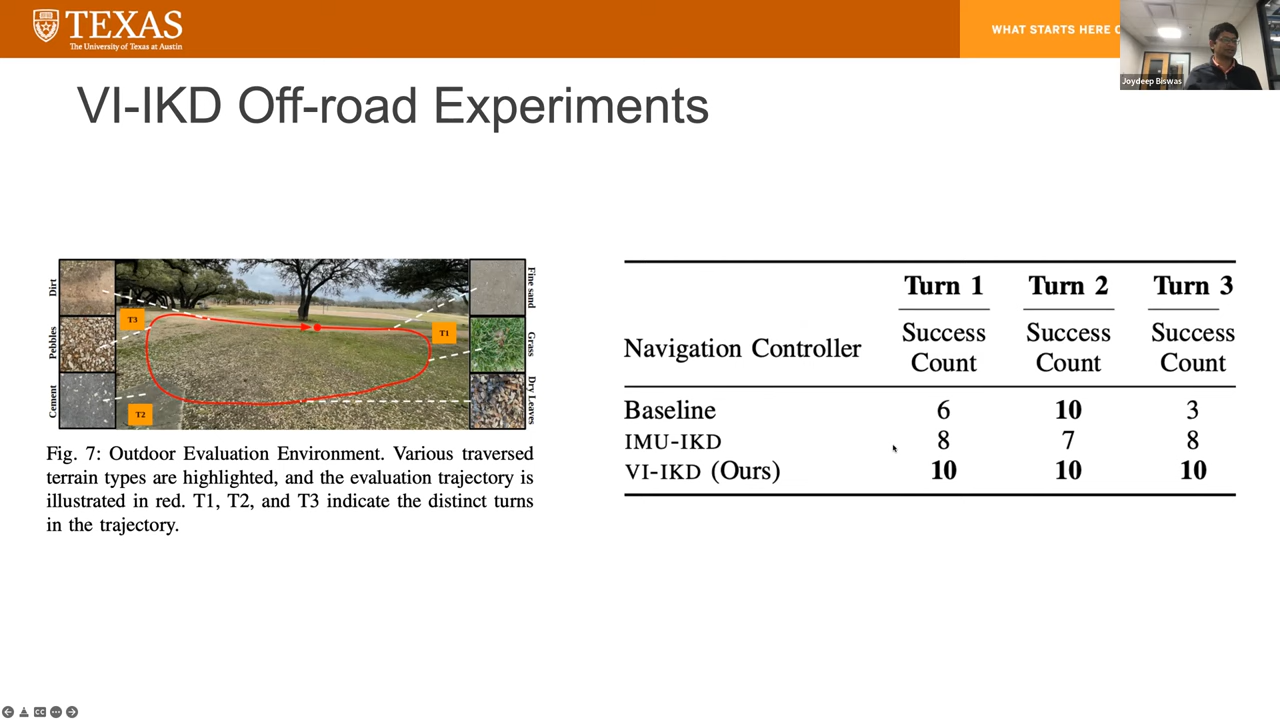 TEXAS
The University of Texas at Austin
WHAT STARTS HERE C
Joydeep Biswas
VI-IKD Off-road Experiments
Dirt
Pebbles
Cement
T3
T2
T1
Fine sand
Grass
Dry Leaves
Fig. 7: Outdoor Evaluation Environment. Various traversed
terrain types are highlighted, and the evaluation trajectory is
illustrated in red. T1, T2, and T3 indicate the distinct turns
in the trajectory.
Turn 1 Turn 2 Turn 3
Navigation Controller
Success Success Success
Count Count Count
Baseline 6 10 3
IMU-IKD 8 7 8
VI-IKD (Ours) 10 10 10
CC